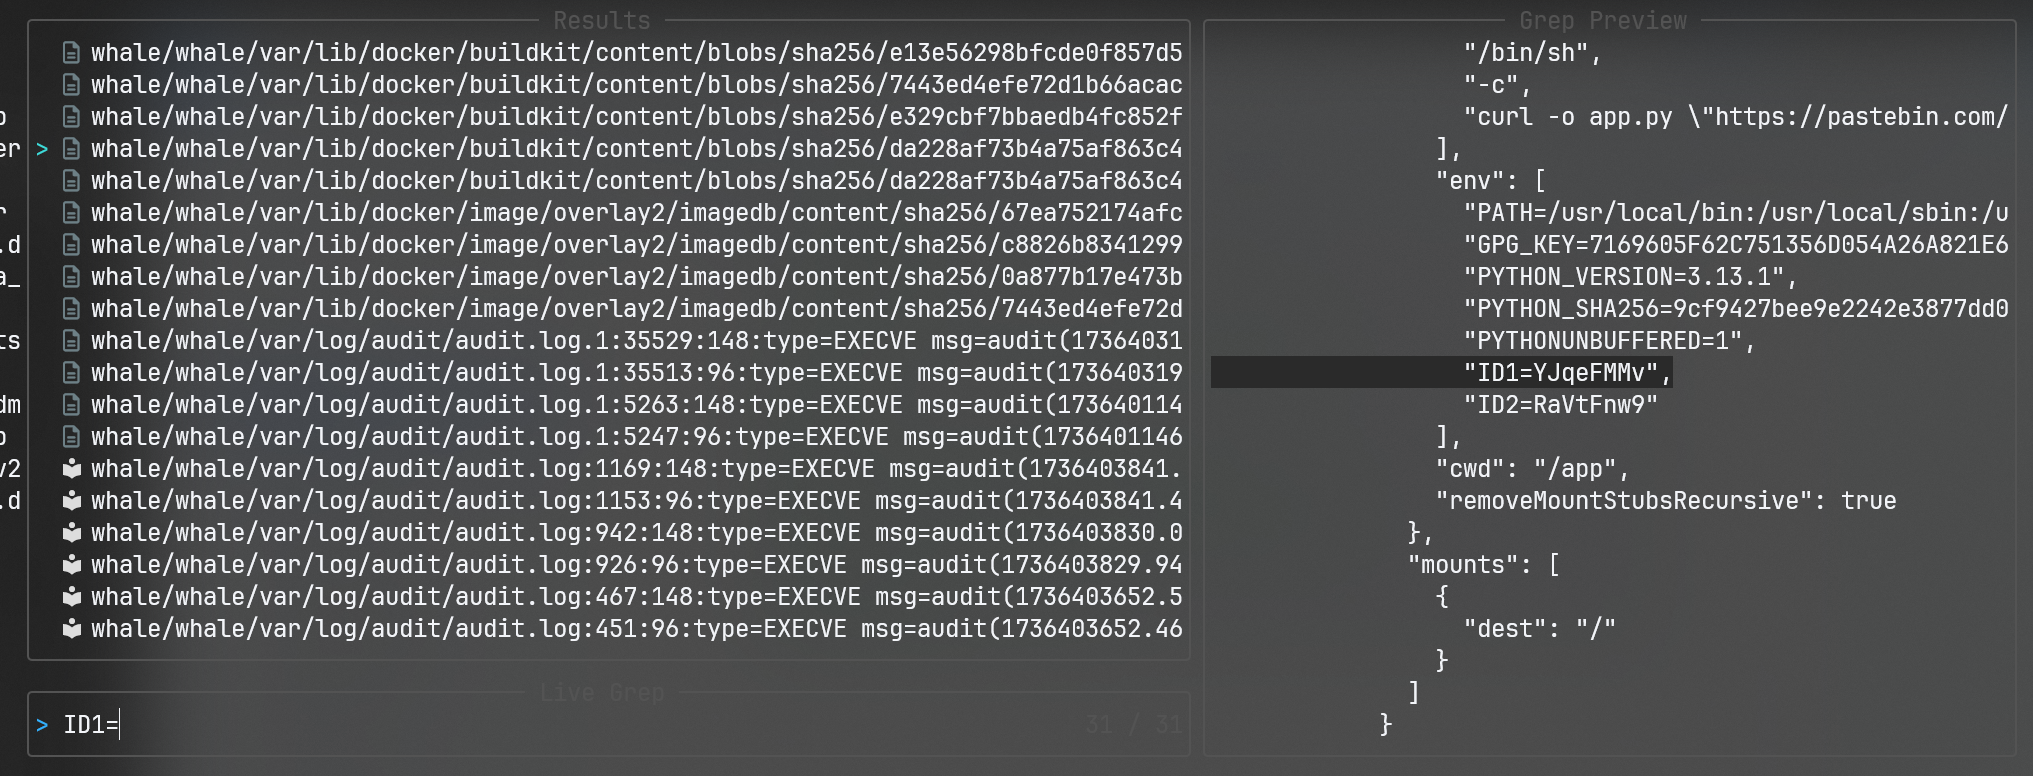 Results
whale/whale/var/lib/docker/buildkit/content/blobs/sha256/e13e56298bfcde0f857d5
whale/whale/var/lib/docker/buildkit/content/blobs/sha256/7443ed4efe72d1b66acac
whale/whale/var/lib/docker/buildkit/content/blobs/sha256/e329cbf7bbaedb4fc852f
> whale/whale/var/lib/docker/buildkit/content/blobs/sha256/da228af73b4a75af863c4
whale/whale/var/lib/docker/buildkit/content/blobs/sha256/da228af73b4a75af863c4
whale/whale/var/lib/docker/image/overlay2/imagedb/content/sha256/67ea752174afc
whale/whale/var/lib/docker/image/overlay2/imagedb/content/sha256/c8826b8341299
whale/whale/var/lib/docker/image/overlay2/imagedb/content/sha256/0a877b17e473b
whale/whale/var/lib/docker/image/overlay2/imagedb/content/sha256/7443ed4efe72d
whale/whale/var/log/audit/audit.log.1:35529:148:type=EXECVE msg=audit(17364031
whale/whale/var/log/audit/audit.log.1:35513:96:type=EXECVE msg=audit(173640319
whale/whale/var/log/audit/audit.log.1:5263:148:type=EXECVE msg=audit(173640114
whale/whale/var/log/audit/audit.log.1:5247:96:type=EXECVE msg=audit(1736401146
whale/whale/var/log/audit/audit.log:1169:148:type=EXECVE msg=audit(1736403841.
whale/whale/var/log/audit/audit.log:1153:96:type=EXECVE msg=audit(1736403841.4
whale/whale/var/log/audit/audit.log:942:148:type=EXECVE msg=audit(1736403830.0
whale/whale/var/log/audit/audit.log:926:96:type=EXECVE msg=audit(1736403829.94
whale/whale/var/log/audit/audit.log:467:148:type=EXECVE msg=audit(1736403652.5
whale/whale/var/log/audit/audit.log:451:96:type=EXECVE msg=audit(1736403652.46
Live Grep
> ID1=
31 / 31
Grep Preview
"/bin/sh",
"-c",
"curl -o app.py \"https://pastebin.com/
],
"env": [
"PATH=/usr/local/bin:/usr/local/sbin:/u
"GPG_KEY=7169605F62C751356D054A26A821E6
"PYTHON_VERSION=3.13.1",
"PYTHON_SHA256=9cf9427bee9e2242e3877dd0
"PYTHONUNBUFFERED=1",
"ID1=YJqeFMMv",
"ID2=RaVtFnw9"
],
"cwd": "/app",
"removeMountStubsRecursive": true
},
"mounts": [
{
"dest": "/"
}
]
}